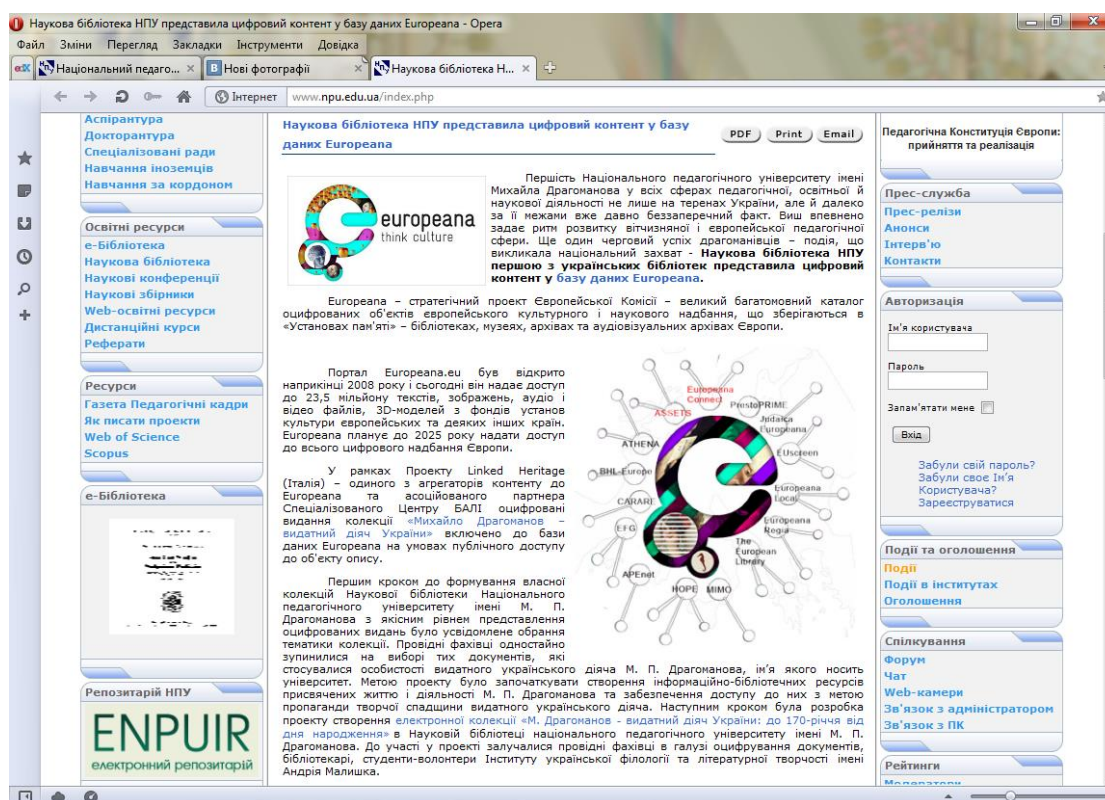 Наукова бібліотека НПУ представила цифровий контент у базу даних Europeana - Opera
Файл Зміни Перегляд Закладки Інструменти Довідка
Національний педаго... ×
Нові фотографії ×
Наукова бібліотека Н... ×
Інтернет
www.npu.edu.ua/index.php
Аспірантура
Докторантура
Спеціалізовані ради
Навчання іноземців
Навчання за кордоном
Освітні ресурси
е-Бібліотека
Наукова бібліотека
Наукові конференції
Наукові збірники
Web-освітні ресурси
Дистанційні курси
Реферати
Ресурси
Газета Педагогічні кадри
Як писати проекти
Web of Science
Scopus
е-Бібліотека
Репозитарій НПУ
ENPUIR
електронний репозитарій
Наукова бібліотека НПУ представила цифровий контент у базу
даних Europeana
PDF Print Email
europeana
think culture
Першість Національного педагогічного університету імені
Михайла Драгоманова у всіх сферах педагогічної, освітньої й
наукової діяльності не лише на теренах України, але й далеко
за її межами вже давно беззаперечний факт. Виш впевнено
задає ритм розвитку вітчизняної і європейської педагогічної
сфери. Ще один черговий успіх драгоманівців – подія, що
викликала національний захват - Наукова бібліотека НПУ
першою з українських бібліотек представила цифровий
контент у базу даних Europeana.
Europeana – стратегічний проект Європейської Комісії – великий багатомовний каталог
оцифрованих об'єктів європейського культурного і наукового надбання, що зберігаються в
«Установах пам'яті» – бібліотеках, музеях, архівах та аудіовізуальних архівах Європи.
Портал Europeana.eu був відкрито
наприкінці 2008 року і сьогодні він надає доступ
до 23,5 мільйону текстів, зображень, аудіо і
відео файлів, 3D-моделей з фондів установ
культури європейських та деяких інших країн.
Europeana планує до 2025 року надати доступ
до всього цифрового надбання Європи.
У рамках Проекту Linked Heritage
(Італія) – одиного з агрегаторів контенту до
Europeana та асоційованого партнера
Спеціалізованого Центру БАЛІ оцифровані
видання колекції «Михайло Драгоманов –
видатний діяч України» включено до бази
даних Europeana на умовах публічного доступу
до об'єкту опису.
Першим кроком до формування власної
колекцій Наукової бібліотеки Національного
педагогічного університету імені М. П.
Драгоманова з якісним рівнем представлення
оцифрованих видань було усвідомлене обрання
тематики колекції. Провідні фахівці одностайно
зупинилися на виборі тих документів, які
стосувалися особистості видатного українського діяча М. П. Драгоманова, ім'я якого носить
університет. Метою проекту було започаткувати створення інформаційно-бібліотечних ресурсів
присвячених життю і діяльності М. П. Драгоманова та забезпечення доступу до них з метою
пропаганди творчої спадщини видатного українського діяча. Наступним кроком була розробка
проекту створення електронної колекції «М. Драгоманов - видатний діяч України: до 170-річчя від
дня народження» в Науковій бібліотеці національного педагогічного університету імені М. П.
Драгоманова. До участі у проекті залучалися провідні фахівці в галузі оцифрування документів,
бібліотекарі, студенти-волонтери Інституту української філології та літературної творчості імені
Андрія Малишка.
Europeana
Connect
ASSETS
PrestoPRIME
Judaica
Europeana
ATHENA
EUscreen
BHL-Europe
Europeana
Local
CARARE
Europeana
Regia
EFG
The
European
Library
APEnet
HOPE
MIMO
Педагогічна Конституція Європи:
прийняття та реалізація
Прес-служба
Прес-релізи
Анонси
Інтерв'ю
Контакти
Авторизація
Ім'я користувача
Пароль
Запам'ятати мене
Вхід
Забули свій пароль?
Забули своє Ім'я
Користувача?
Зареєструватися
Події та оголошення
Події
Події в інститутах
Оголошення
Спілкування
Форум
Чат
Web-камери
Зв'язок з адміністратором
Зв'язок з ПК
Рейтинги
Модератори